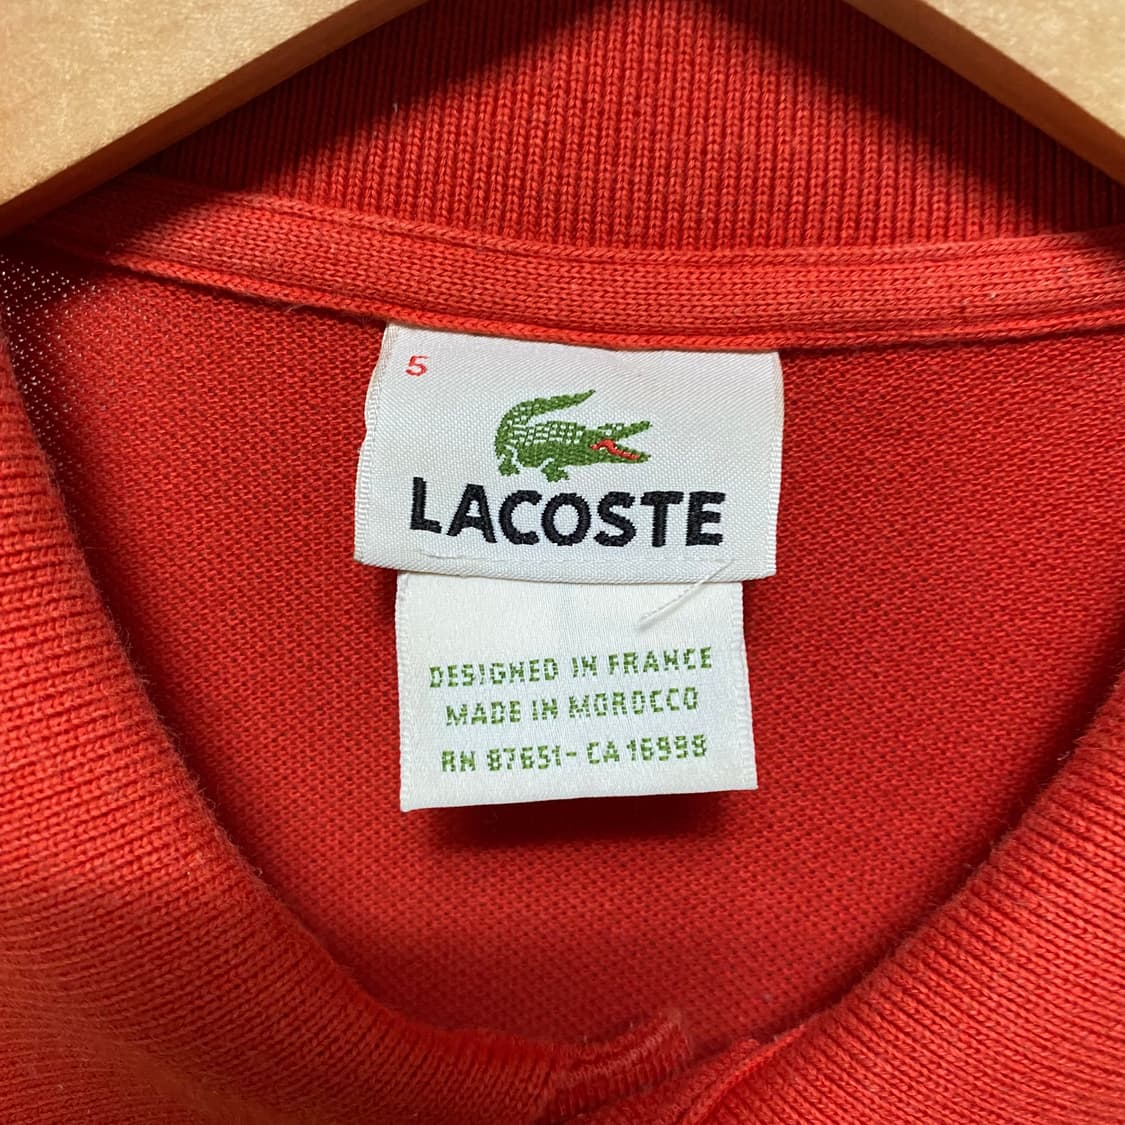 5
LACOSTE
DESIGNED IN FRANCE
MADE IN MOROCCO
RN 87651- CA 16998